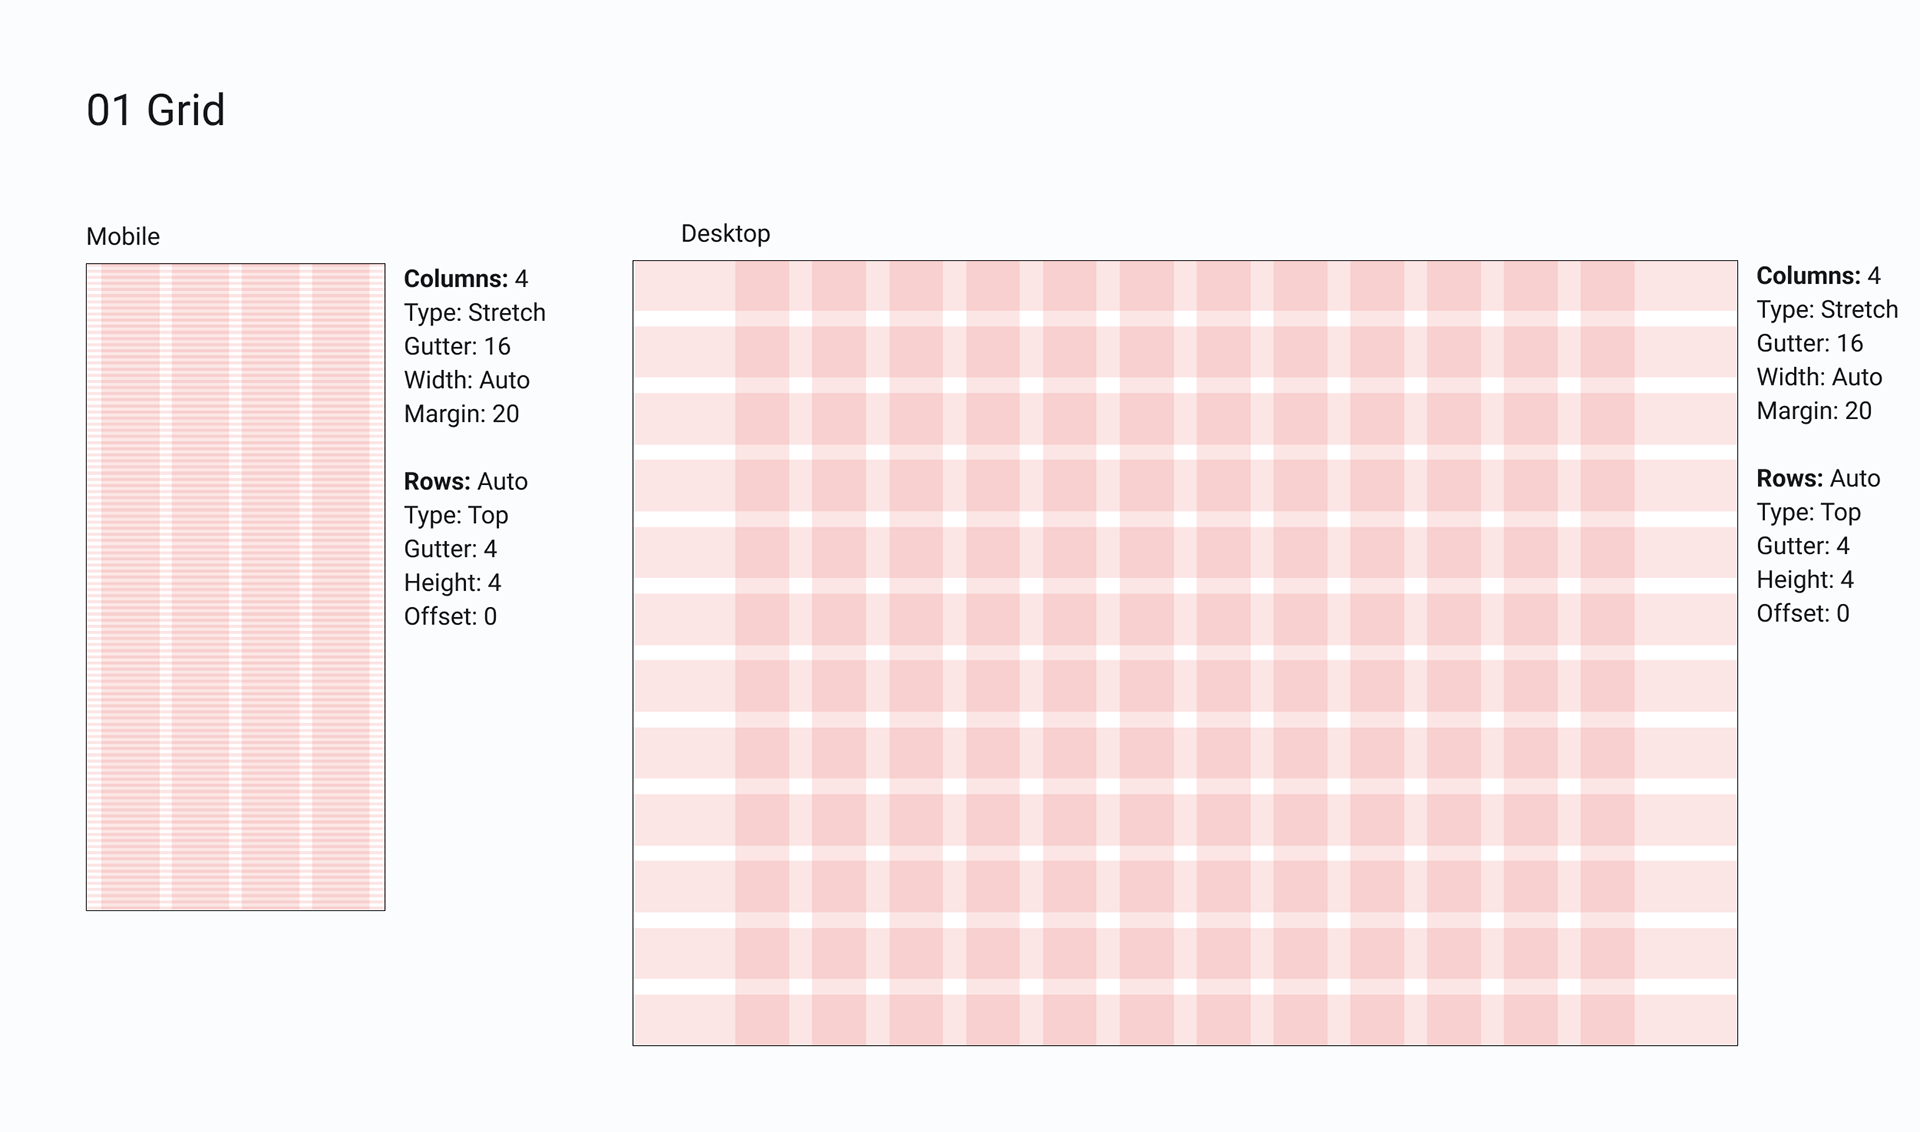 01 Grid
Mobile
Columns: 4
Type: Stretch
Gutter: 16
Width: Auto
Margin: 20
Rows: Auto
Type: Top
Gutter: 4
Height: 4
Offset: 0
Desktop
Columns: 4
Type: Stretch
Gutter: 16
Width: Auto
Margin: 20
Rows: Auto
Type: Top
Gutter: 4
Height: 4
Offset: 0